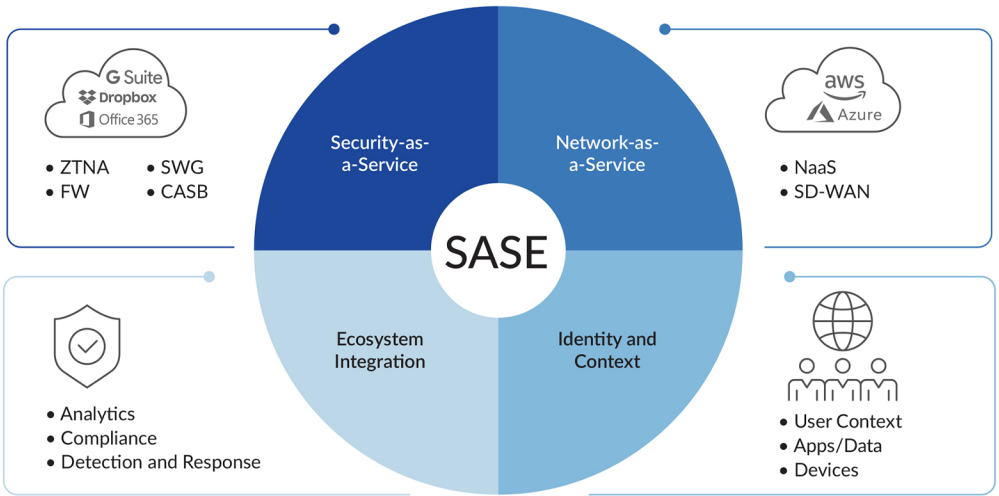 G Suite
Dropbox
Office 365
• ZTNA
• FW
• SWG
• CASB
Security-as-
a-Service
Network-as-
a-Service
aws
Azure
• NaaS
• SD-WAN
SASE
Ecosystem
Integration
Identity and
Context
• Analytics
• Compliance
• Detection and Response
• User Context
• Apps/Data
• Devices